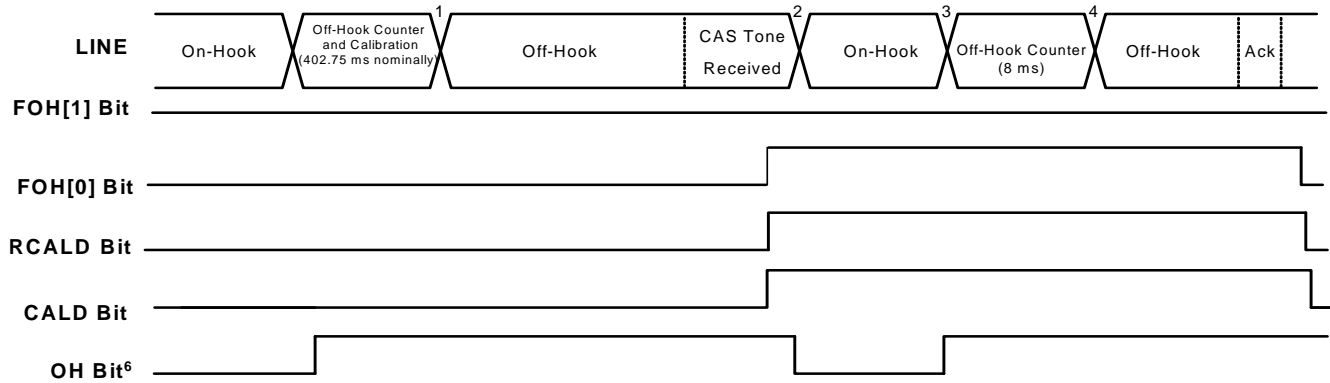 1 2 3 4
LINE
On-Hook
Off-Hook Counter
and Calibration
(402.75 ms nominally)
Off-Hook
CAS Tone
Received
On-Hook
Off-Hook Counter
(8 ms)
Off-Hook
Ack
FOH[1] Bit
FOH[0] Bit
RCALD Bit
CALD Bit
OH Bit⁶